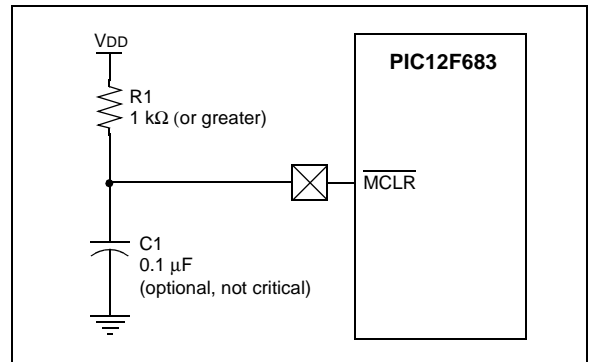 VDD
PIC12F683
R1
1 kΩ (or greater)
MCLR
C1
0.1 μF
(optional, not critical)